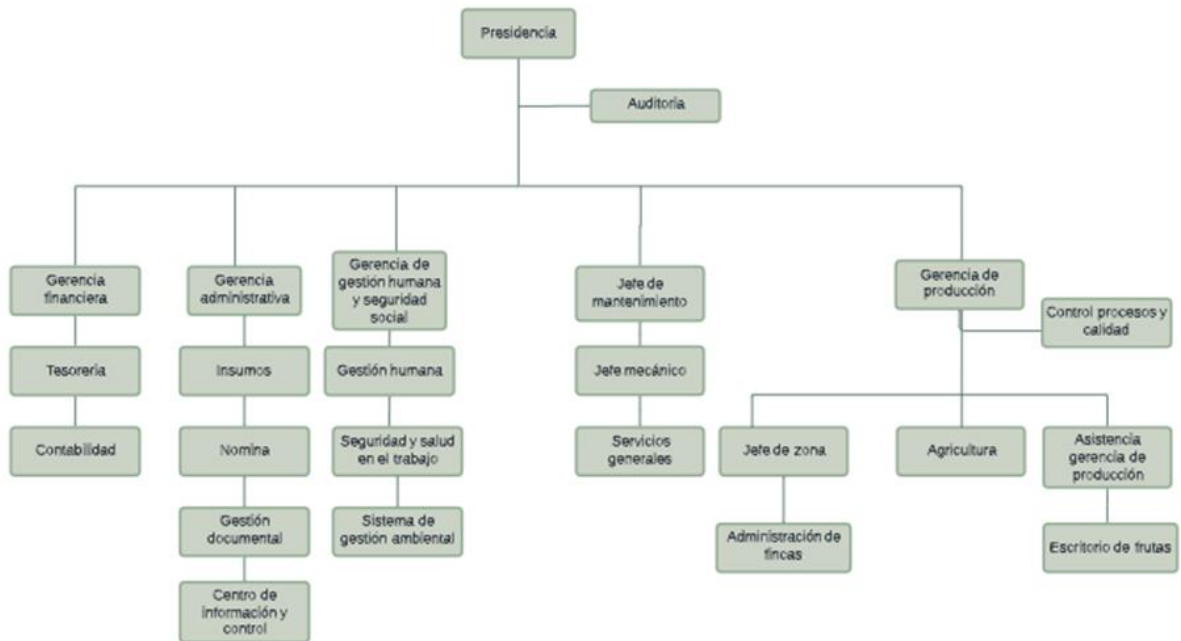 Presidencia
Auditoria
Gerencia
financiera
Gerencia
administrativa
Gerencia de
gestión humana
y seguridad
social
Jefe de
mantenimiento
Gerencia de
producción
Control procesos y
calidad
Tesorería
Insumos
Gestión humana
Jefe mecánico
Contabilidad
Nomina
Seguridad y salud
en el trabajo
Servicios
generales
Jefe de zona
Agricultura
Asistencia
gerencia de
producción
Gestión
documental
Sistema de
gestión ambiental
Administración de
fincas
Escritorio de frutas
Centro de
información y
control